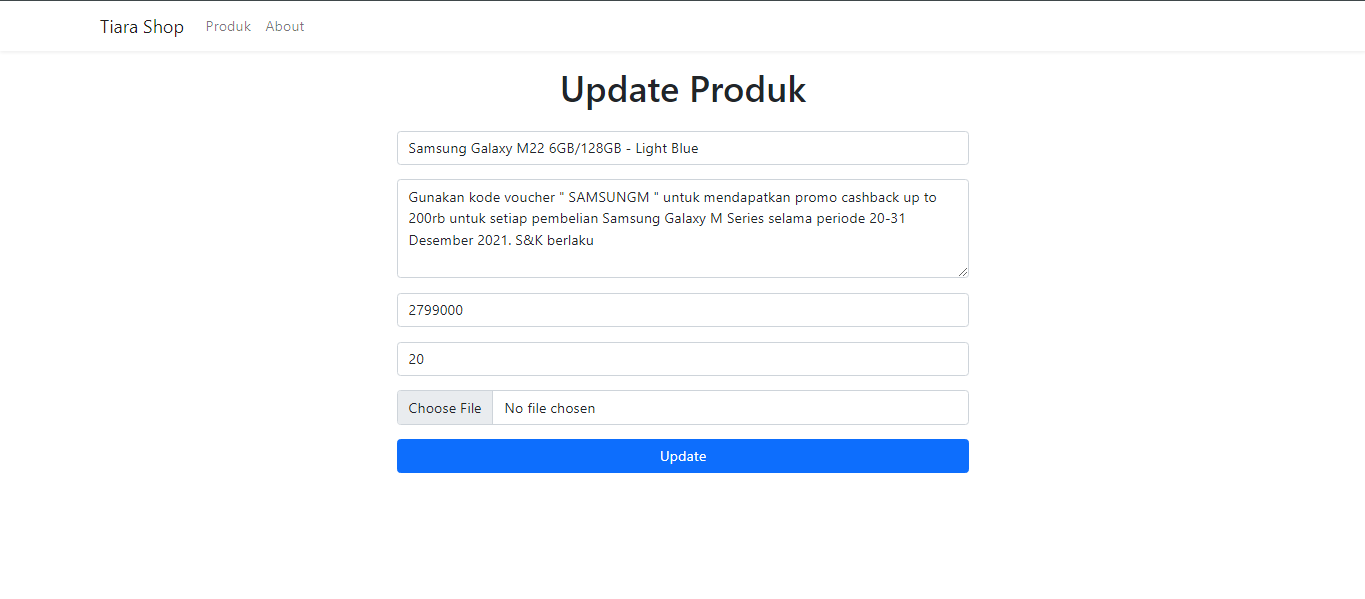 Tiara Shop Produk About
Update Produk
Samsung Galaxy M22 6GB/128GB - Light Blue
Gunakan kode voucher " SAMSUNGM " untuk mendapatkan promo cashback up to
200rb untuk setiap pembelian Samsung Galaxy M Series selama periode 20-31
Desember 2021. S&K berlaku
2799000
20
Choose File No file chosen
Update